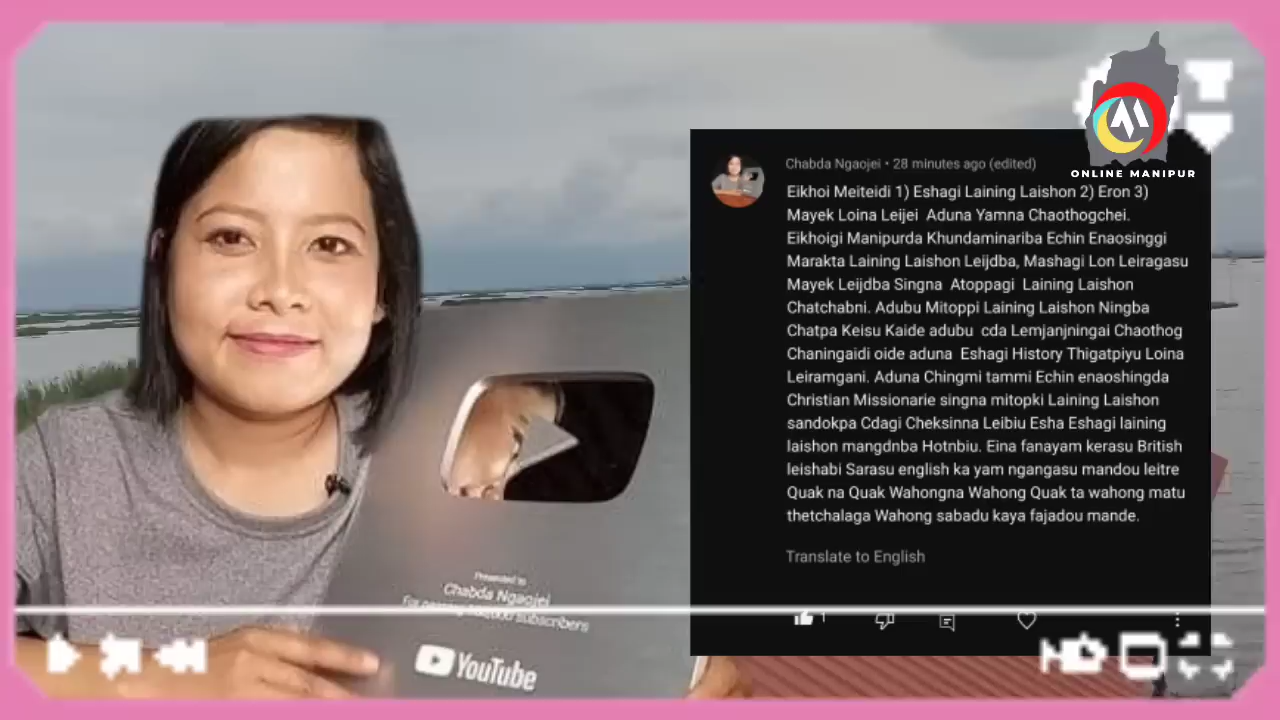 ONLINE MANIPUR
Chabda Ngaojei • 28 minutes ago (edited)
Eikhoi Meiteidi 1) Eshagi Laining Laishon 2) Eron 3)
Mayek Loina Leijei Aduna Yamna Chaothogchei.
Eikhoigi Manipurda Khundaminariba Echin Enaosinggi
Marakta Laining Laishon Leijdba, Mashagi Lon Leiragasu
Mayek Leijdba Singna Atoppagi Laining Laishon
Chatchabni. Adubu Mitoppi Laining Laishon Ningba
Chatpa Keisu Kaide adubu cda Lemjanjningai Chaothog
Chaningaidi oide aduna Eshagi History Thigatpiyu Loina
Leiramgani. Aduna Chingmi tammi Echin enaoshingda
Christian Missionarie singna mitopki Laining Laishon
sandokpa Cdagi Cheksinna Leibiu Esha Eshagi laining
laishon mangdnba Hotnbiu. Eina fanayam kerasu British
leishabi Sarasu english ka yam ngangasu mandou leitre
Quak na Quak Wahongna Wahong Quak ta wahong matu
thetchalaga Wahong sabadu kaya fajadou mande.
Translate to English
1
Presented to
Chabda Ngaojei
subscribers
YouTube